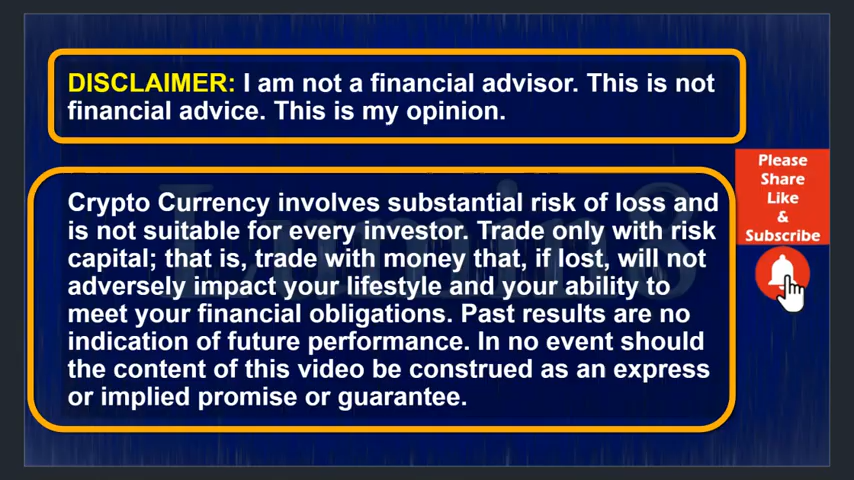 DISCLAIMER: I am not a financial advisor. This is not
financial advice. This is my opinion.
Crypto Currency involves substantial risk of loss and
is not suitable for every investor. Trade only with risk
capital; that is, trade with money that, if lost, will not
adversely impact your lifestyle and your ability to
meet your financial obligations. Past results are no
indication of future performance. In no event should
the content of this video be construed as an express
or implied promise or guarantee.
Please
Share
Like
&
Subscribe